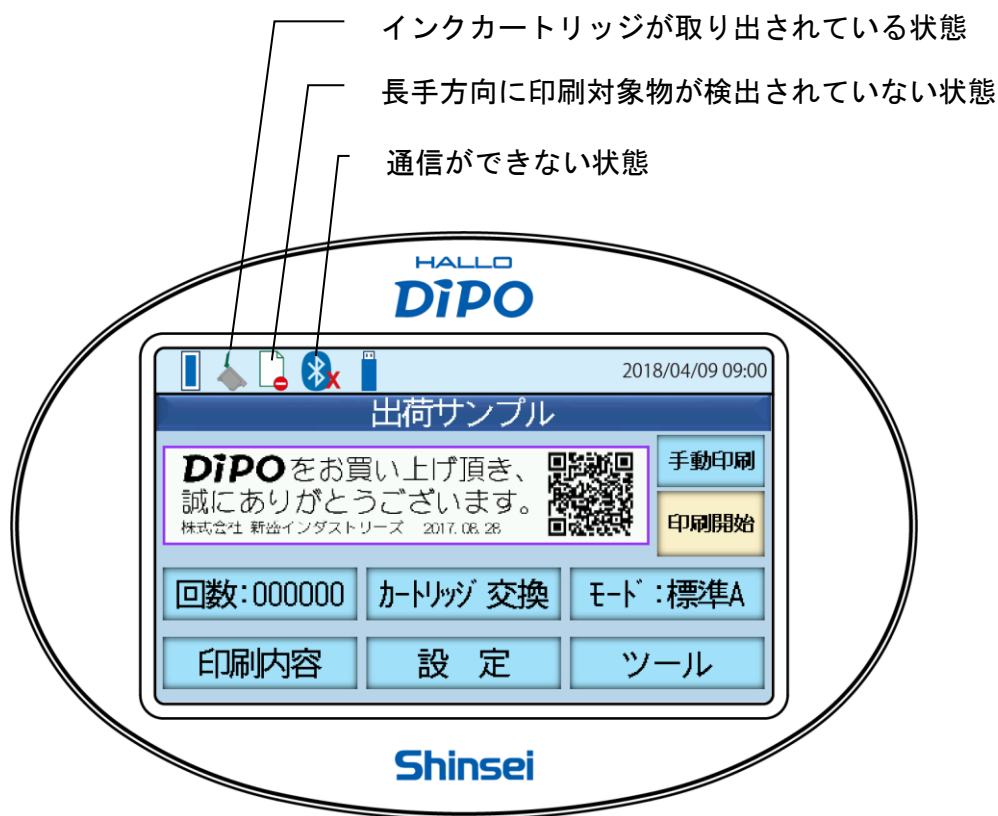 インクカートリッジが取り出されている状態
長手方向に印刷対象物が検出されていない状態
通信ができない状態
HALLO
DiPO
2018/04/09 09:00
出荷サンプル
DiPOをお買い上げ頂き、
誠にありがとうございます。
株式会社 新盛インダストリーズ 2017.08.28
手動印刷
印刷開始
回数:000000
ｶｰﾄﾘｯｼﾞ 交換
ﾓｰﾄﾞ:標準A
印刷内容
設 定
ツール
Shinsei